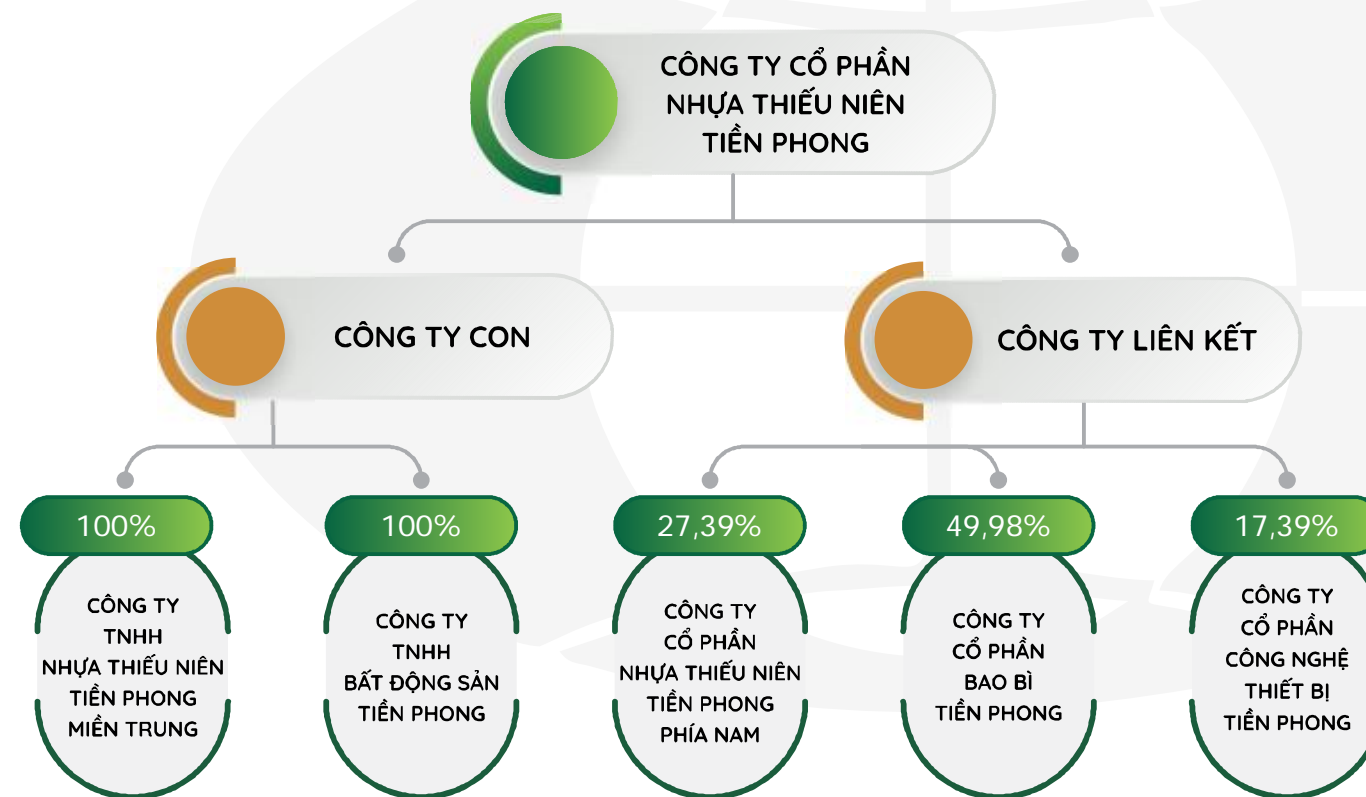 CÔNG TY CỔ PHẦN
NHỰA THIẾU NIÊN
TIỀN PHONG
CÔNG TY CON
CÔNG TY LIÊN KẾT
100%
CÔNG TY
TNHH
NHỰA THIẾU NIÊN
TIỀN PHONG
MIỀN TRUNG
100%
CÔNG TY
TNHH
BẤT ĐỘNG SẢN
TIỀN PHONG
27,39%
CÔNG TY
CỔ PHẦN
NHỰA THIẾU NIÊN
TIỀN PHONG
PHÍA NAM
49,98%
CÔNG TY
CỔ PHẦN
BAO BÌ
TIỀN PHONG
17,39%
CÔNG TY
CỔ PHẦN
CÔNG NGHỆ
THIẾT BỊ
TIỀN PHONG